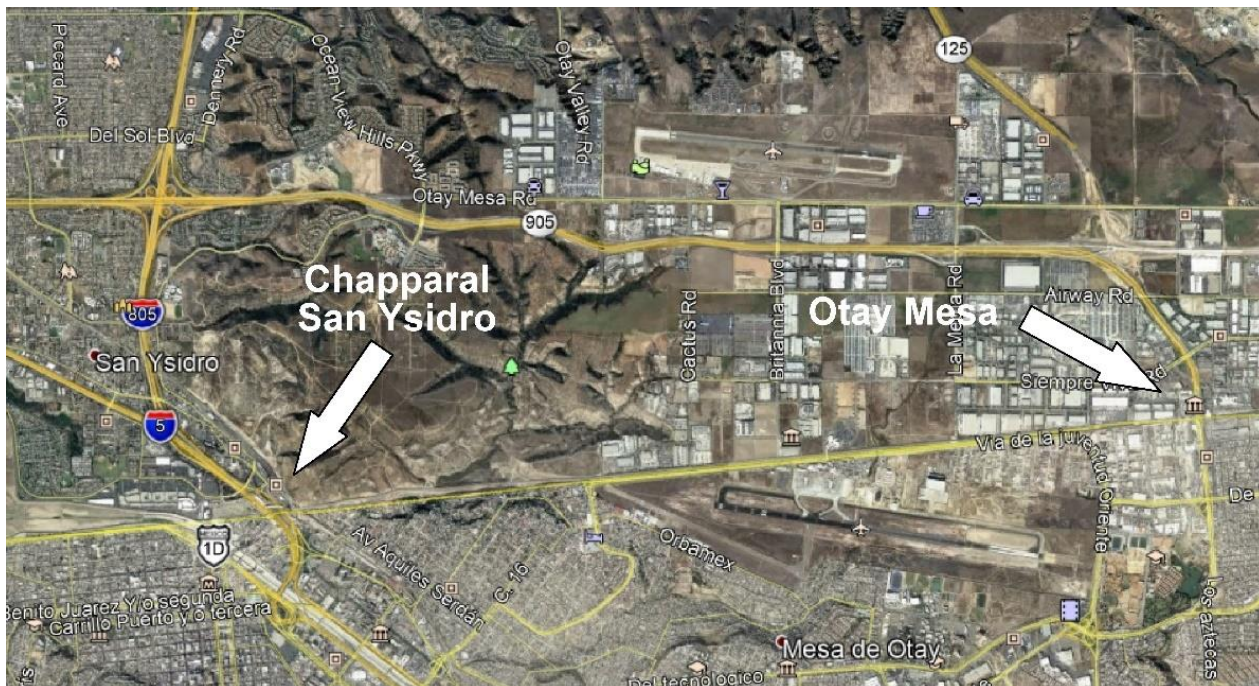 Piccard Ave
Dennery Rd
Ocean View Hills Pkwy
Otay Valley Rd
125
Del Sol Blvd
Otay Mesa Rd
905
Chapparal
San Ysidro
805
San Ysidro
5
Cactus Rd
Britannia Blvd
La Media Rd
Otay Mesa
Airway Rd
Siempre Viva Rd
Via de la juventud Oriente
MEXICO
1D
Av Aquiles Serdán
C. 16
Orbamex
De
Los aztecas
M
Benito Juarez Y o segunda
Carrillo Puerto y o tercera
Mesa de Otay
Del tecnologico